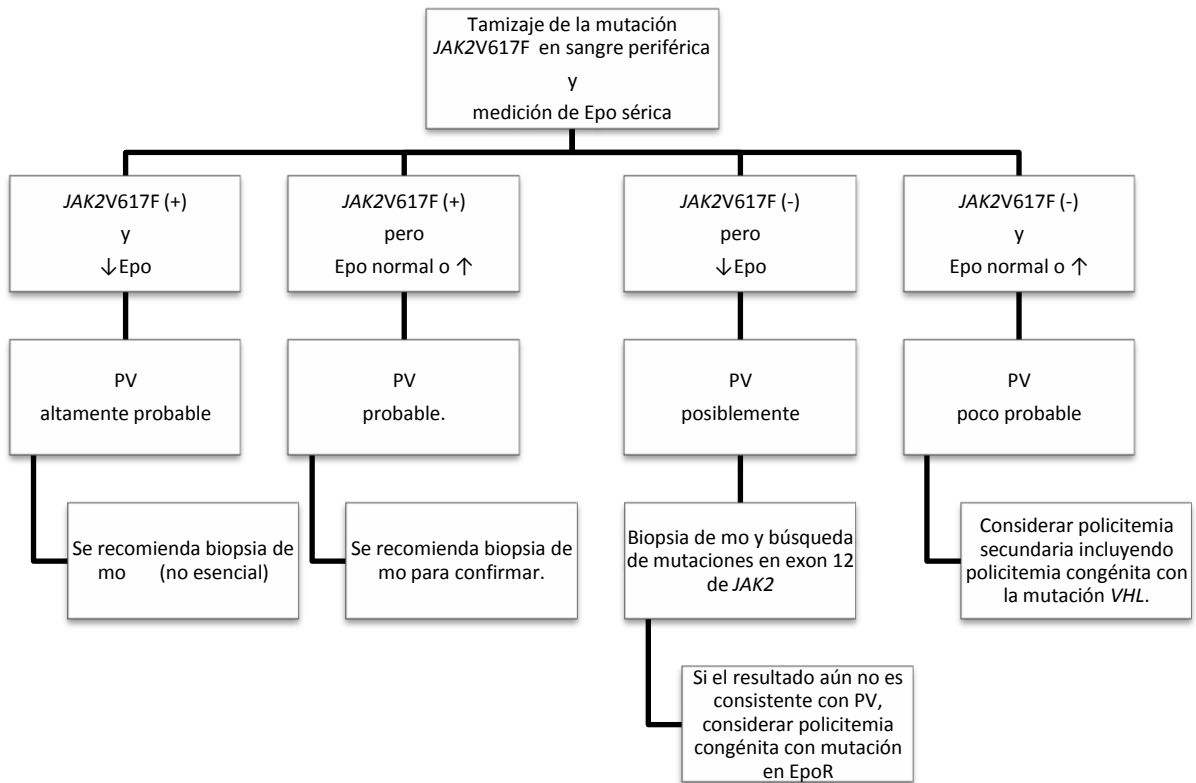 Tamizaje de la mutación
JAK2V617F en sangre periférica
y
medición de Epo sérica
JAK2V617F (+)
y
↓Epo
JAK2V617F (+)
pero
Epo normal o ↑
JAK2V617F (-)
pero
↓Epo
JAK2V617F (-)
y
Epo normal o ↑
PV
altamente probable
PV
probable.
PV
posiblemente
PV
poco probable
Se recomienda biopsia de
mo (no esencial)
Se recomienda biopsia de
mo para confirmar.
Biopsia de mo y búsqueda
de mutaciones en exon 12
de JAK2
Considerar policitemia
secundaria incluyendo
policitemia congénita con
la mutación VHL.
Si el resultado aún no es
consistente con PV,
considerar policitemia
congénita con mutación
en EpoR